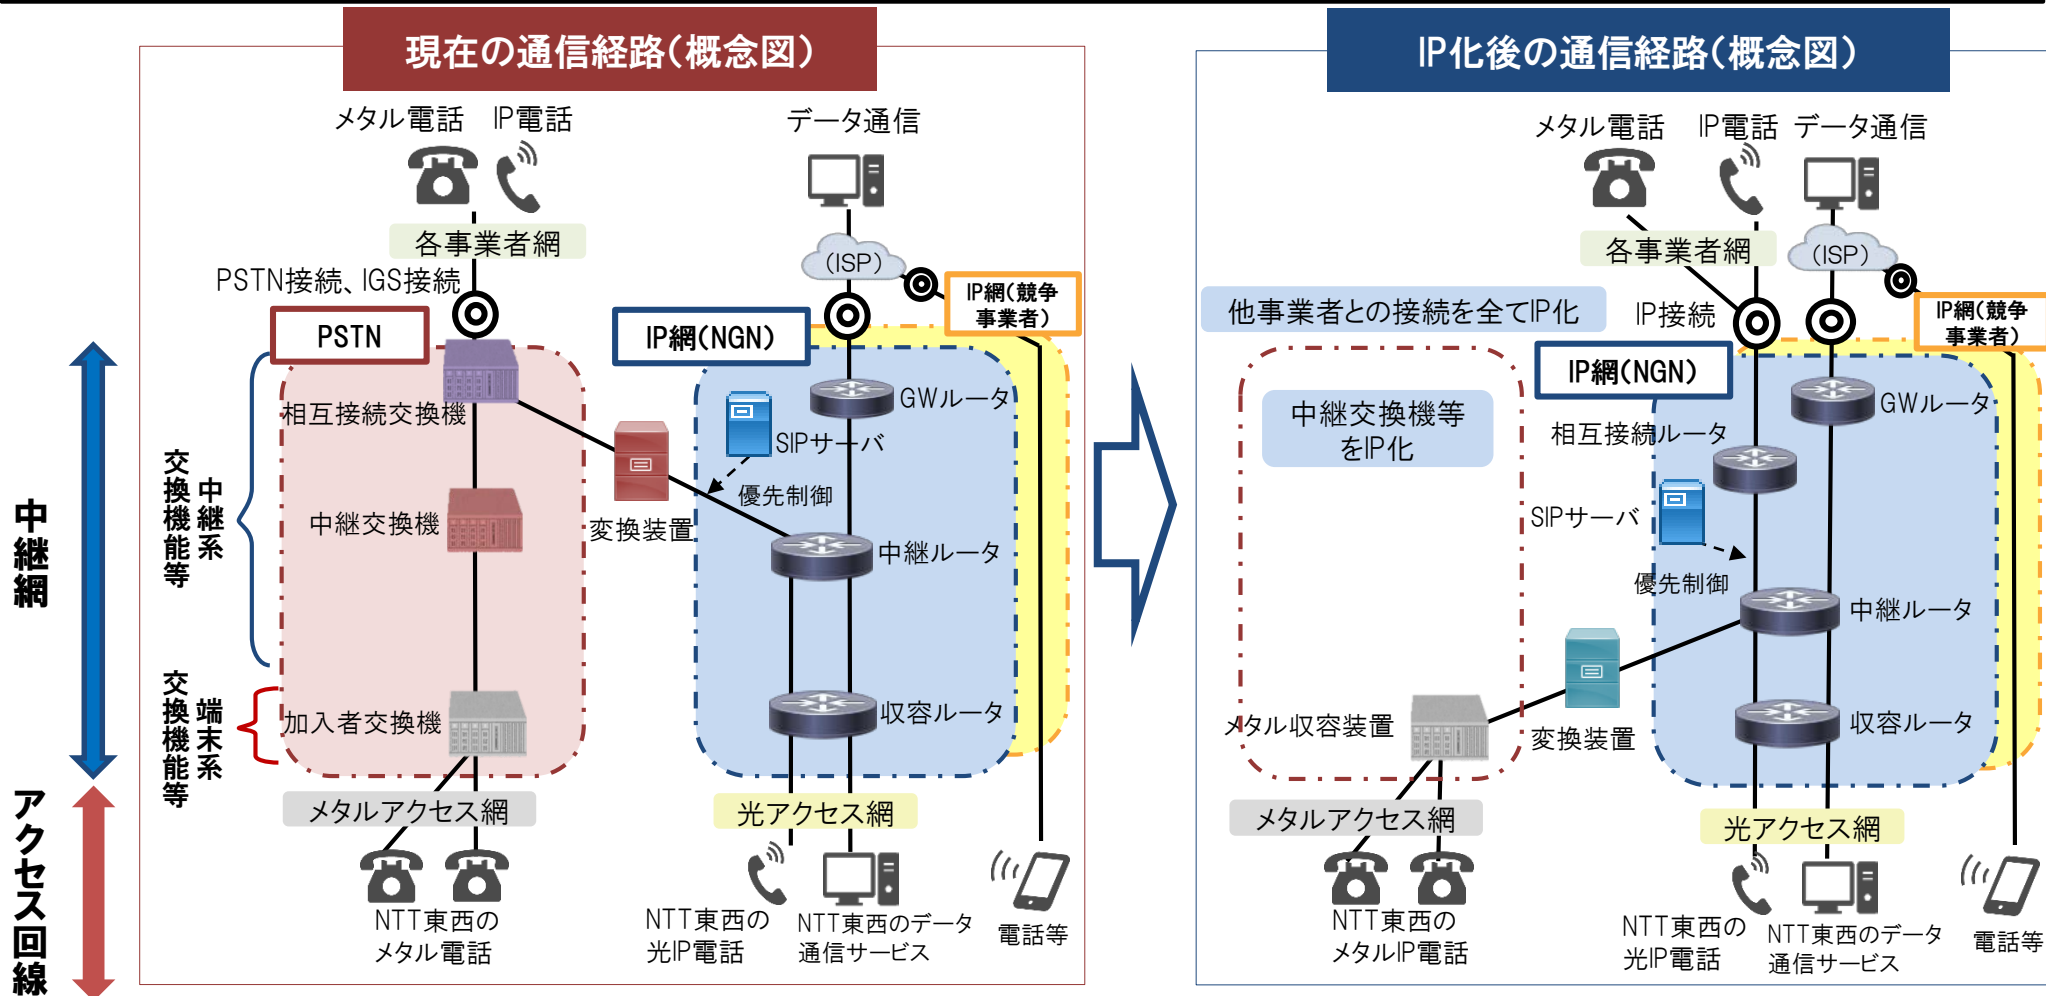 現在の通信経路(概念図)
メタル電話
IP電話
データ通信
各事業者網
(ISP)
PSTN接続、IGS接続
IP網(競争
事業者)
PSTN
IP網(NGN)
相互接続交換機
GWルータ
SIPサーバ
優先制御
中継交換機
変換装置
中継ルータ
加入者交換機
収容ルータ
メタルアクセス網
光アクセス網
NTT東西の
メタル電話
NTT東西の
光IP電話
NTT東西のデータ
通信サービス
電話等
中継網
中継系
交換機能等
端末系
交換機能等
アクセス回線
IP化後の通信経路(概念図)
メタル電話
IP電話
データ通信
各事業者網
(ISP)
他事業者との接続を全てIP化
IP接続
IP網(競争
事業者)
IP網(NGN)
中継交換機等
をIP化
GWルータ
相互接続ルータ
SIPサーバ
優先制御
中継ルータ
メタル収容装置
変換装置
収容ルータ
メタルアクセス網
光アクセス網
NTT東西の
メタルIP電話
NTT東西の
光IP電話
NTT東西のデータ
通信サービス
電話等